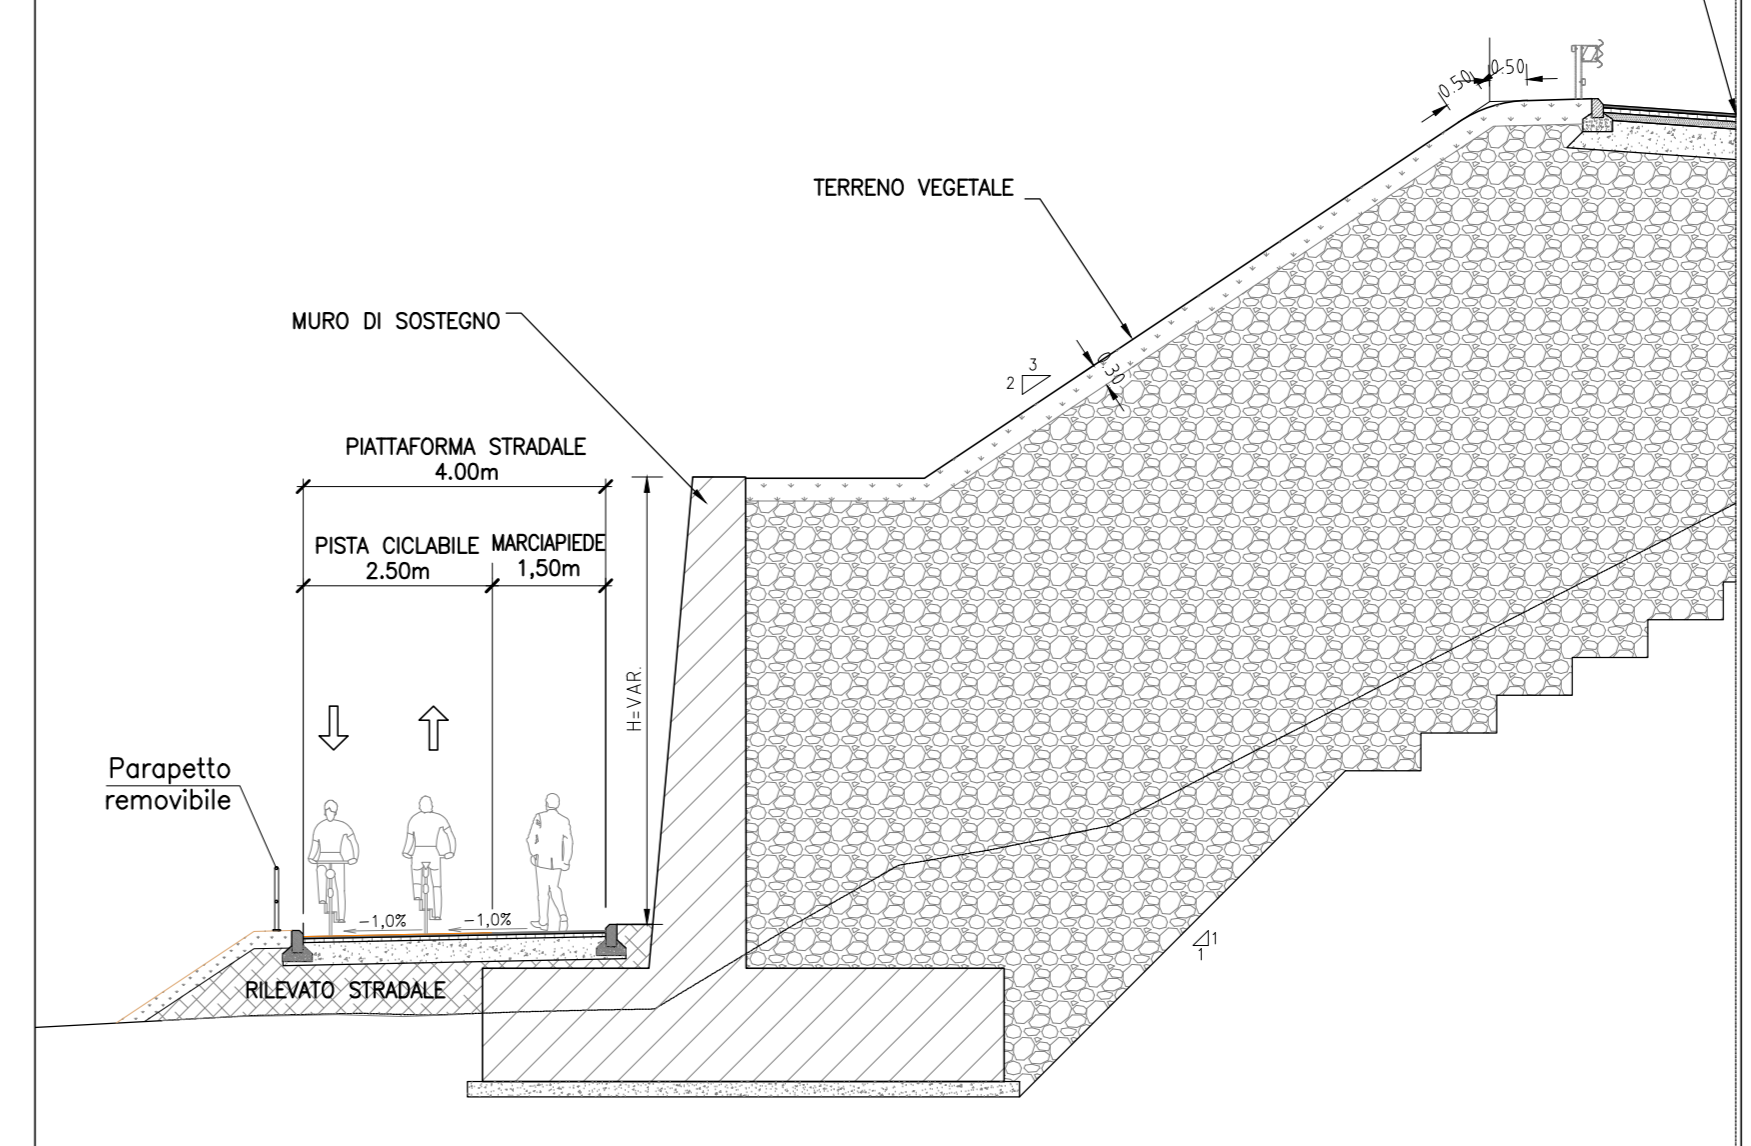 0.50
0.50
TERRENO VEGETALE
MURO DI SOSTEGNO
3
2
0.30
PIATTAFORMA STRADALE
4.00m
PISTA CICLABILE
2.50m
MARCIAPIEDE
1,50m
H=VAR.
Parapetto
removibile
-1,0%
-1,0%
RILEVATO STRADALE
1
1